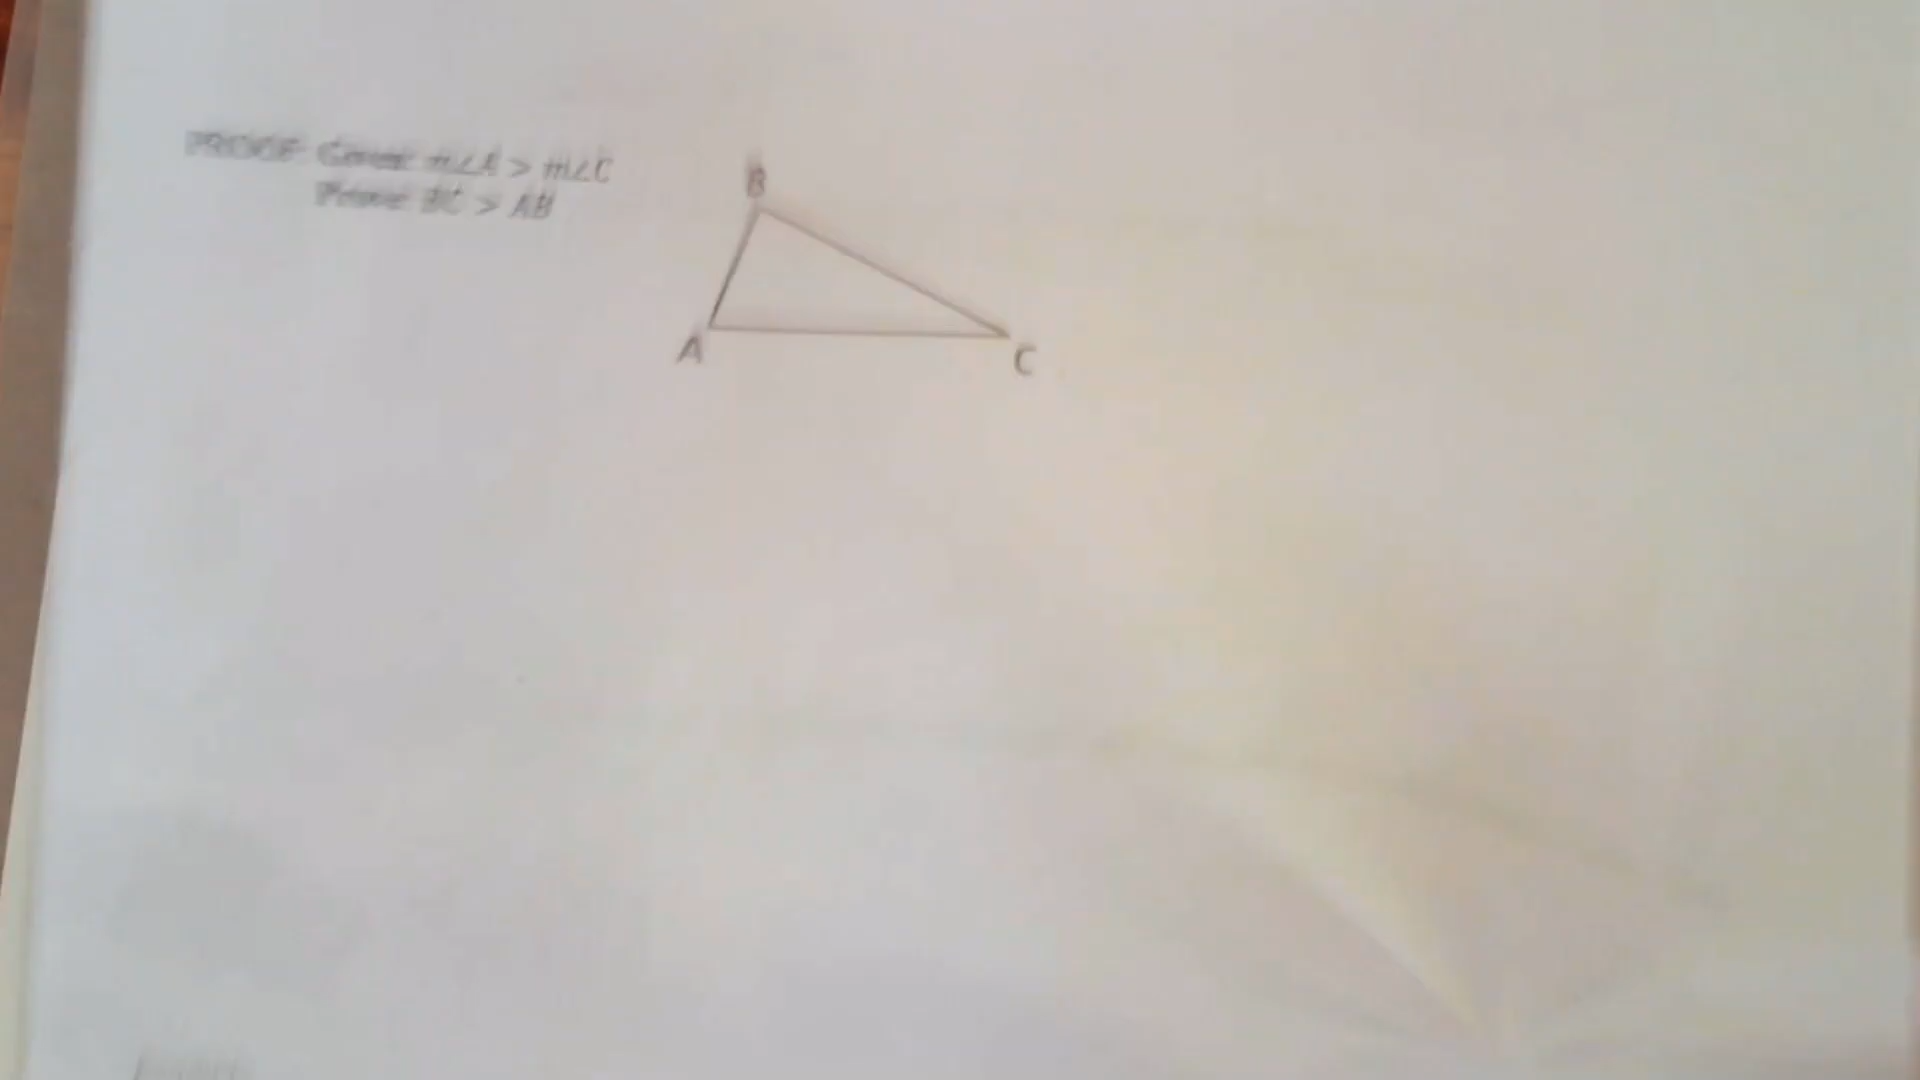 PROOF Given: m∠A > m∠C
Prove: BC > AB
B
A
C